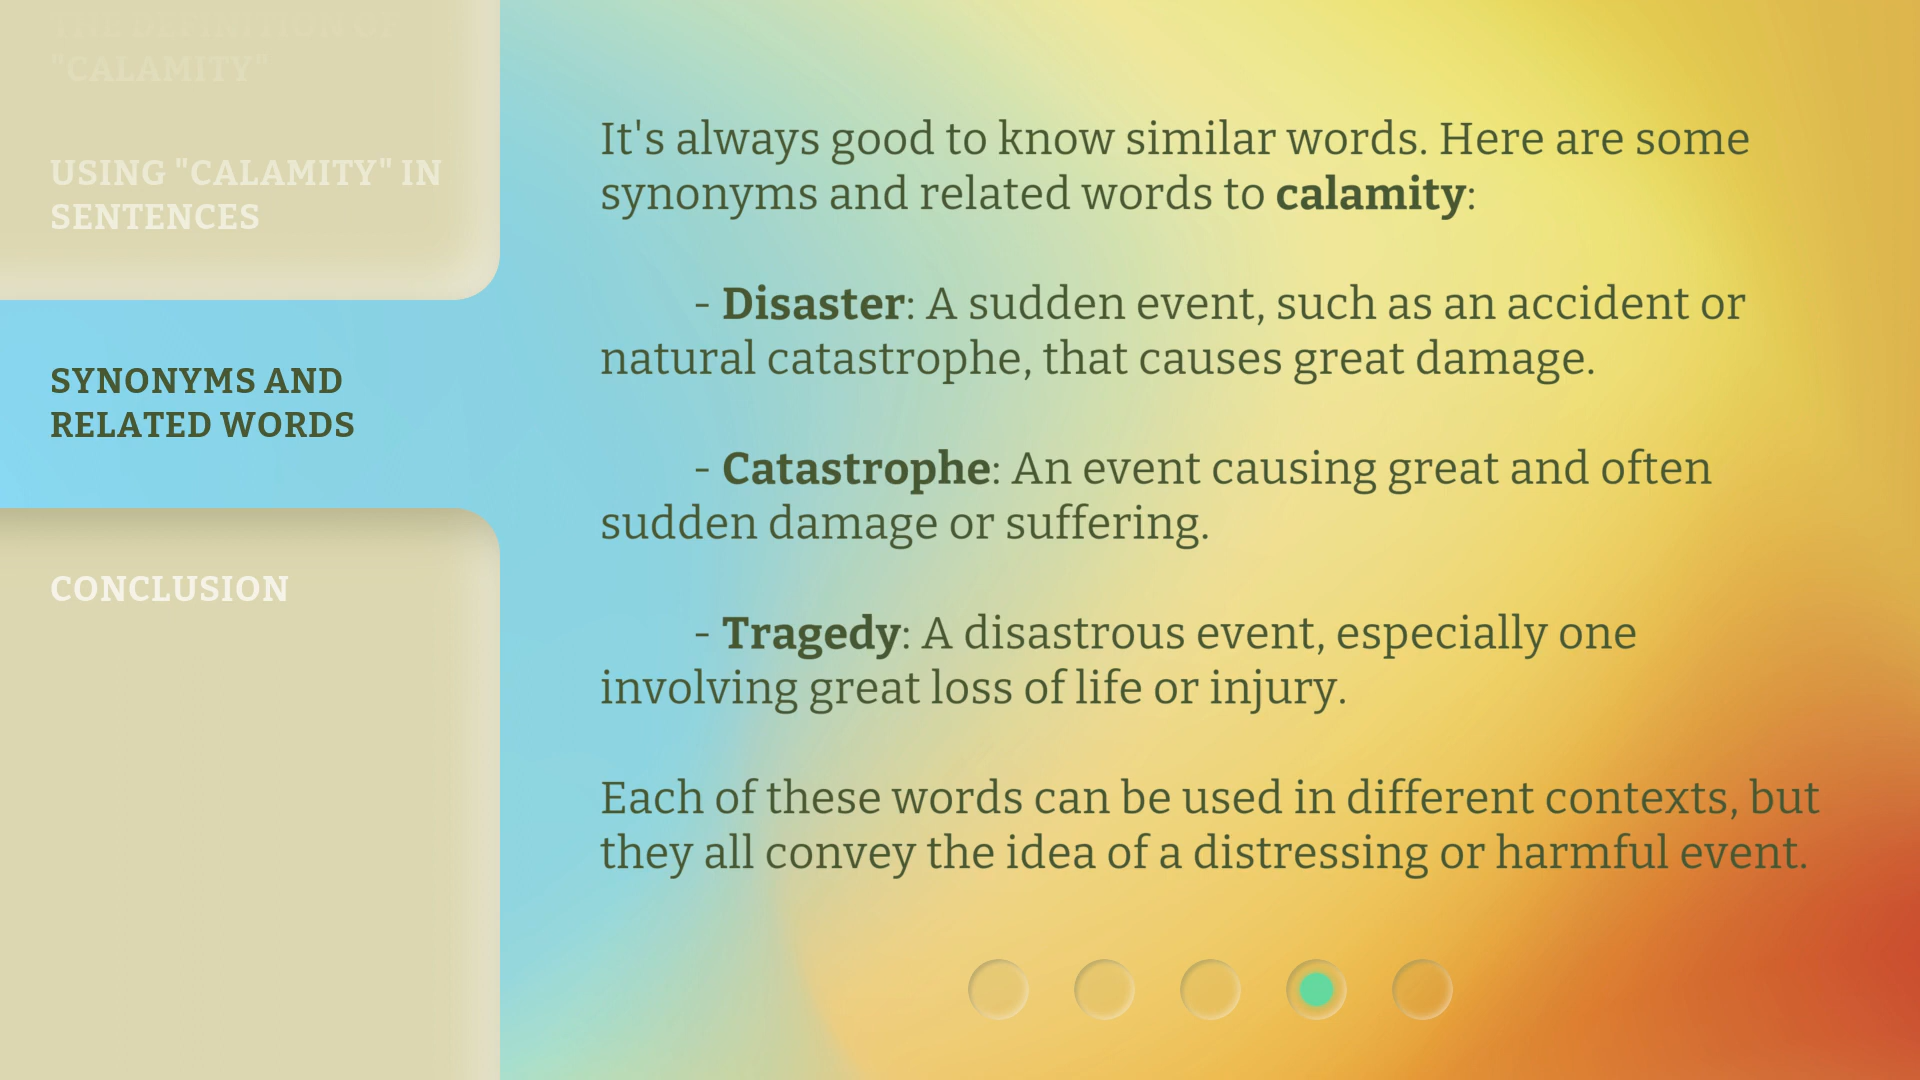 THE DEFINITION OF
"CALAMITY"
USING "CALAMITY" IN
SENTENCES
SYNONYMS AND
RELATED WORDS
CONCLUSION
It's always good to know similar words. Here are some
synonyms and related words to calamity:
- Disaster: A sudden event, such as an accident or
natural catastrophe, that causes great damage.
- Catastrophe: An event causing great and often
sudden damage or suffering.
- Tragedy: A disastrous event, especially one
involving great loss of life or injury.
Each of these words can be used in different contexts, but
they all convey the idea of a distressing or harmful event.